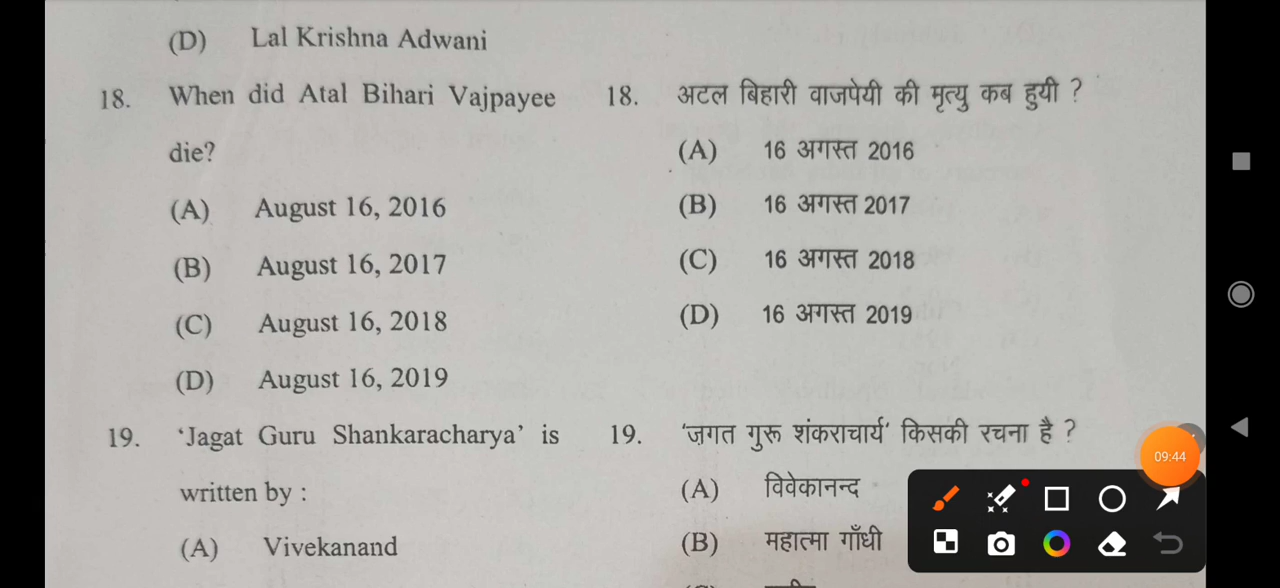 (D) Lal Krishna Adwani
18. When did Atal Bihari Vajpayee
die?
(A) August 16, 2016
(B) August 16, 2017
(C) August 16, 2018
(D) August 16, 2019
19. ‘Jagat Guru Shankaracharya’ is
written by :
(A) Vivekanand
18. अटल बिहारी वाजपेयी की मृत्यु कब हुयी ?
(A) 16 अगस्त 2016
(B) 16 अगस्त 2017
(C) 16 अगस्त 2018
(D) 16 अगस्त 2019
19. ‘जगत गुरू शंकराचार्य’ किसकी रचना है ?
(A) विवेकानन्द
(B) महात्मा गाँधी
09:44